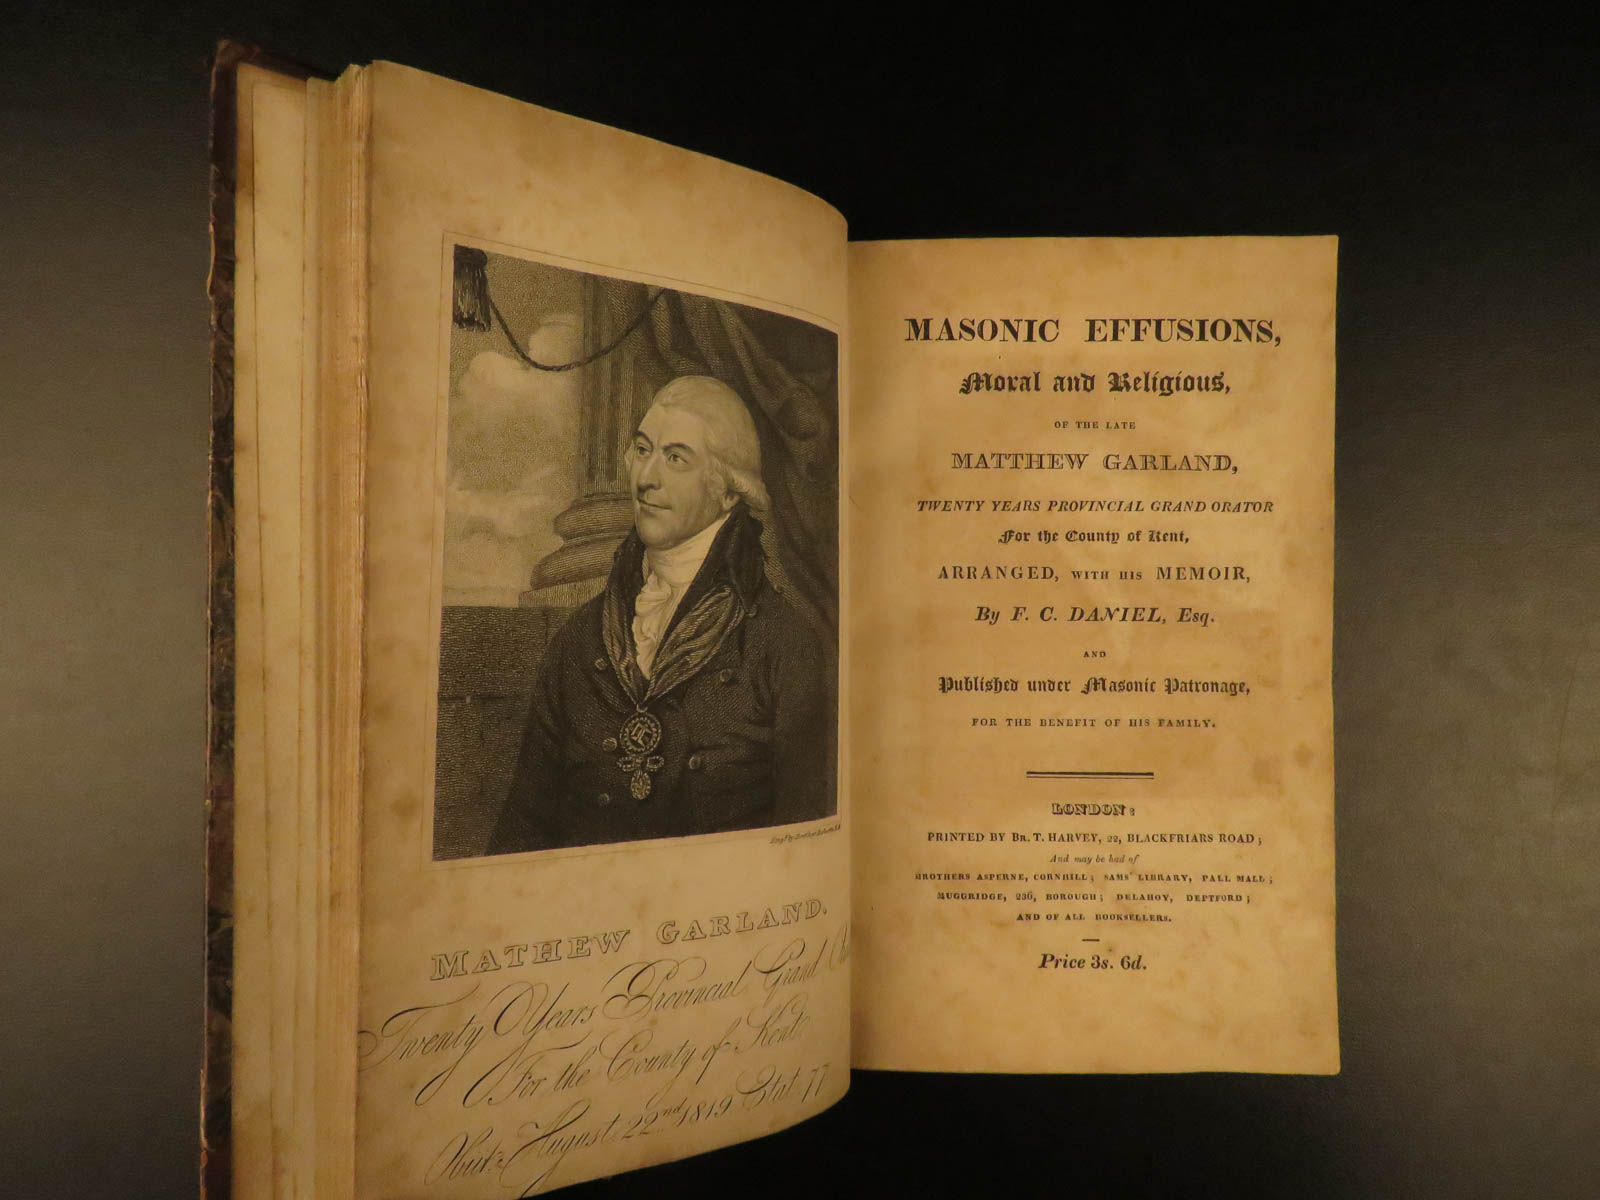 MATHEW GARLAND.
Twenty Years Provincial Grand
For the County of Kent
Obiit August 22nd 1819 Ætat 77
MASONIC EFFUSIONS,
Moral and Religious,
OF THE LATE
MATTHEW GARLAND,
TWENTY YEARS PROVINCIAL GRAND ORATOR
For the County of Kent,
ARRANGED, WITH HIS MEMOIR,
By F. C. DANIEL, Esq.
AND
Published under Masonic Patronage,
FOR THE BENEFIT OF HIS FAMILY.
LONDON:
PRINTED BY BR. T. HARVEY, 22, BLACKFRIARS ROAD;
And may be had of
BROTHERS ASPERNE, CORNHILL; SAMS' LIBRARY, PALL MALL;
MUGGRIDGE, 236, BOROUGH; DELAHOY, DEPTFORD;
AND OF ALL BOOKSELLERS.
Price 3s. 6d.